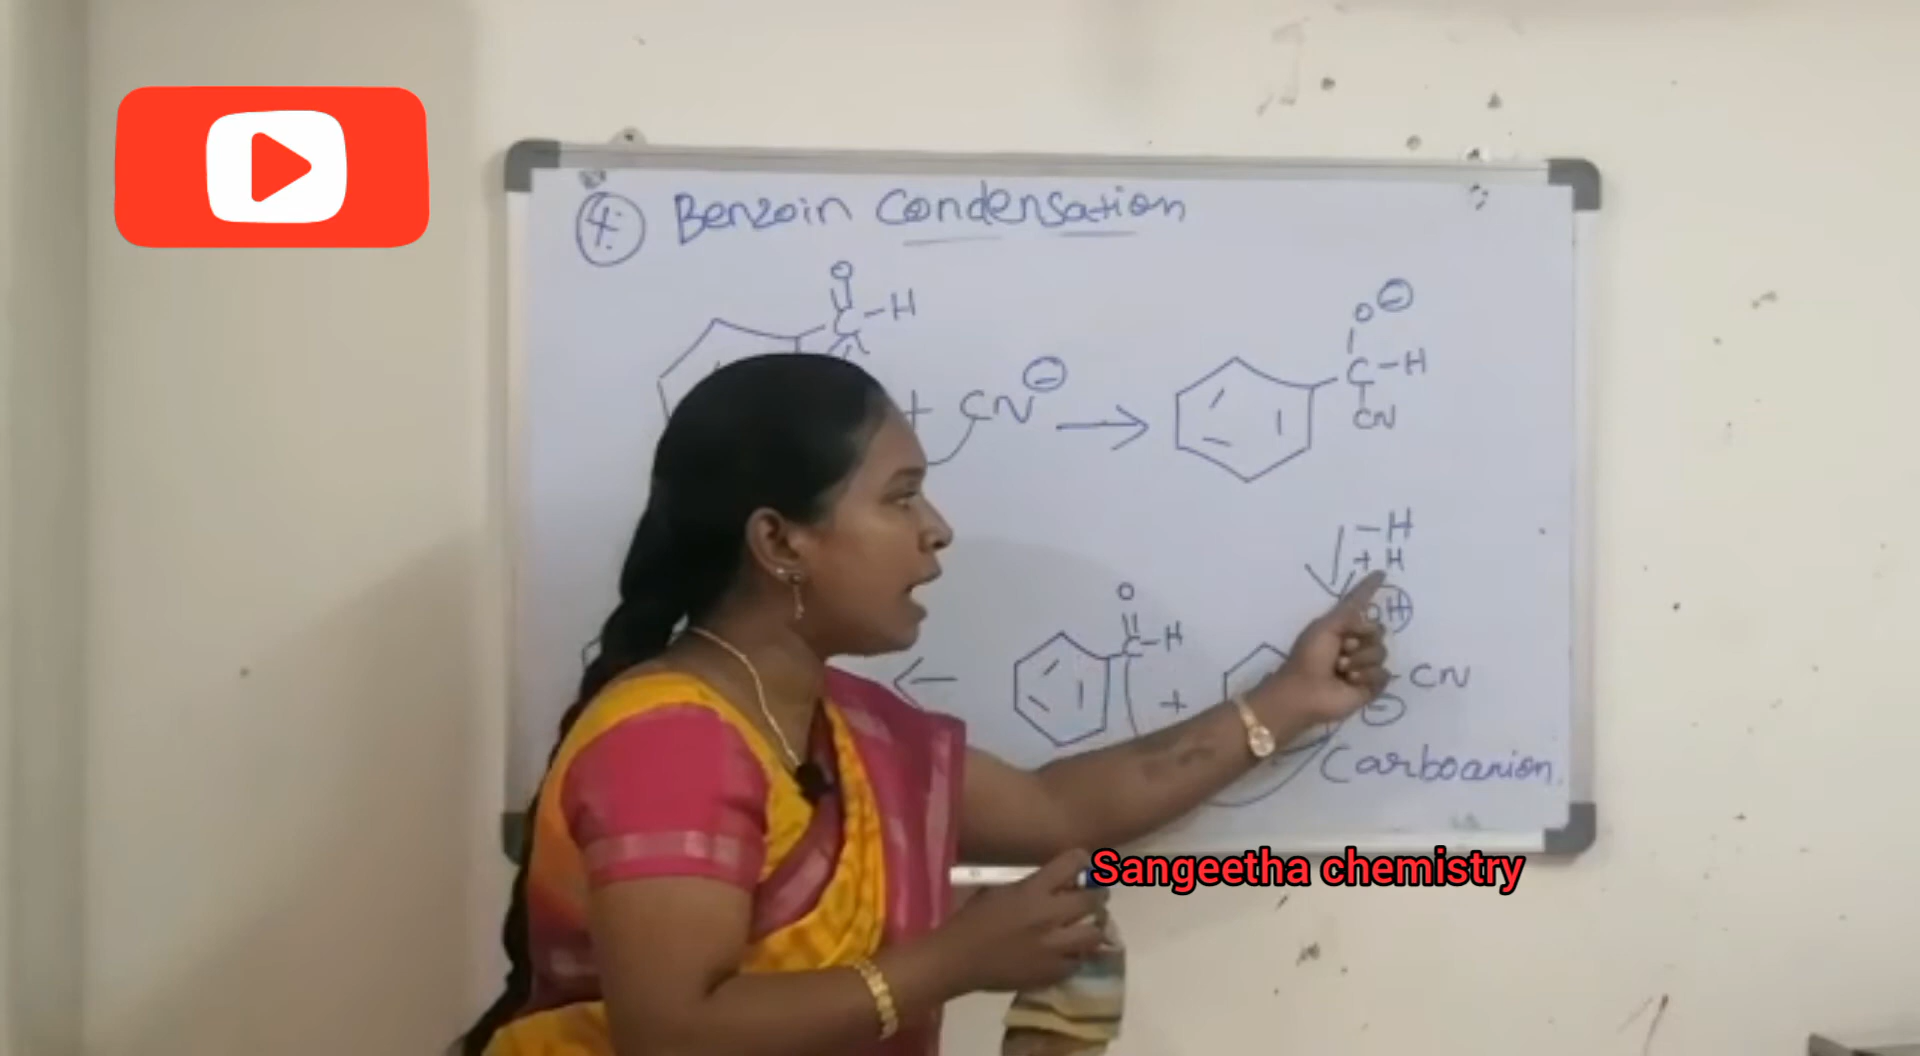 4. Benzoin Condensation
O
C-H
+ CN⊖ →
O⊖
C-H
CN
-H
+H
OH
O
C-H
+
CN
⊖
Carboanion.
Sangeetha chemistry